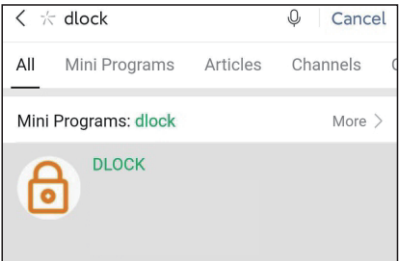 dlock Cancel
All Mini Programs Articles Channels
Mini Programs: dlock More >
DLOCK